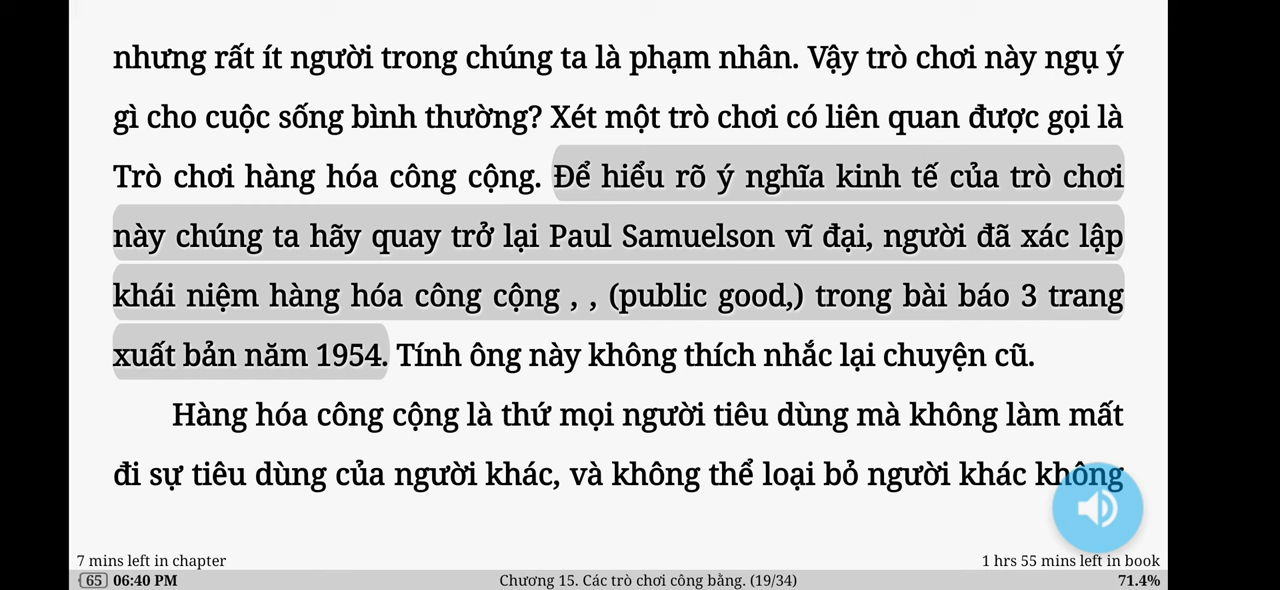 nhưng rất ít người trong chúng ta là phạm nhân. Vậy trò chơi này ngụ ý
gì cho cuộc sống bình thường? Xét một trò chơi có liên quan được gọi là
Trò chơi hàng hóa công cộng. Để hiểu rõ ý nghĩa kinh tế của trò chơi
này chúng ta hãy quay trở lại Paul Samuelson vĩ đại, người đã xác lập
khái niệm hàng hóa công cộng , , (public good,) trong bài báo 3 trang
xuất bản năm 1954. Tính ông này không thích nhắc lại chuyện cũ.
Hàng hóa công cộng là thứ mọi người tiêu dùng mà không làm mất
đi sự tiêu dùng của người khác, và không thể loại bỏ người khác không
7 mins left in chapter 1 hrs 55 mins left in book
65 06:40 PM Chương 15. Các trò chơi công bằng. (19/34) 71.4%